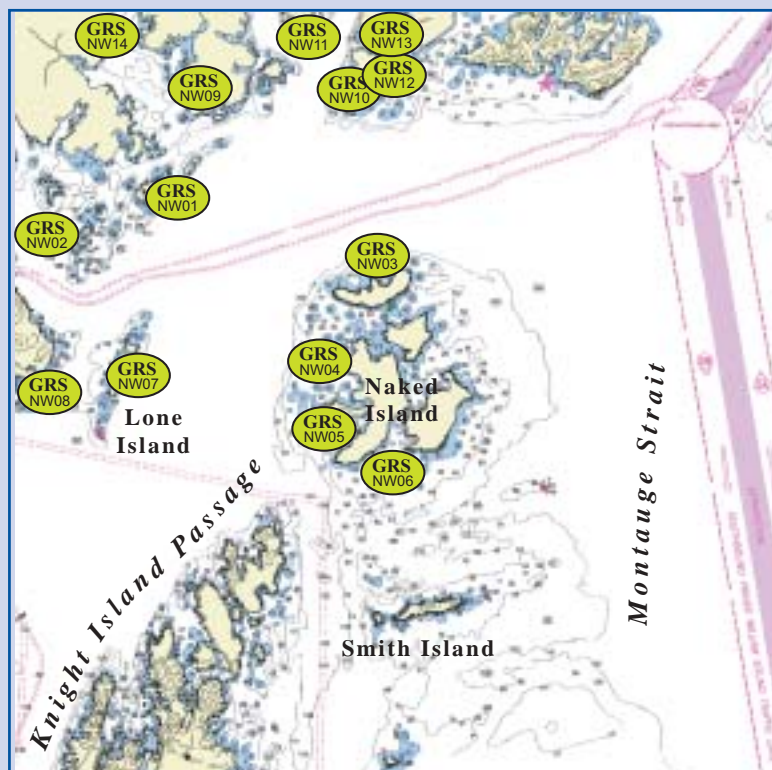 GRS
NW14
GRS
NW11
GRS
NW13
GRS
NW09
GRS
NW10
GRS
NW12
GRS
NW01
GRS
NW02
GRS
NW03
GRS
NW04
Naked
Island
GRS
NW05
GRS
NW06
GRS
NW07
GRS
NW08
Lone
Island
Knight Island Passage
Montauge Strait
Smith Island